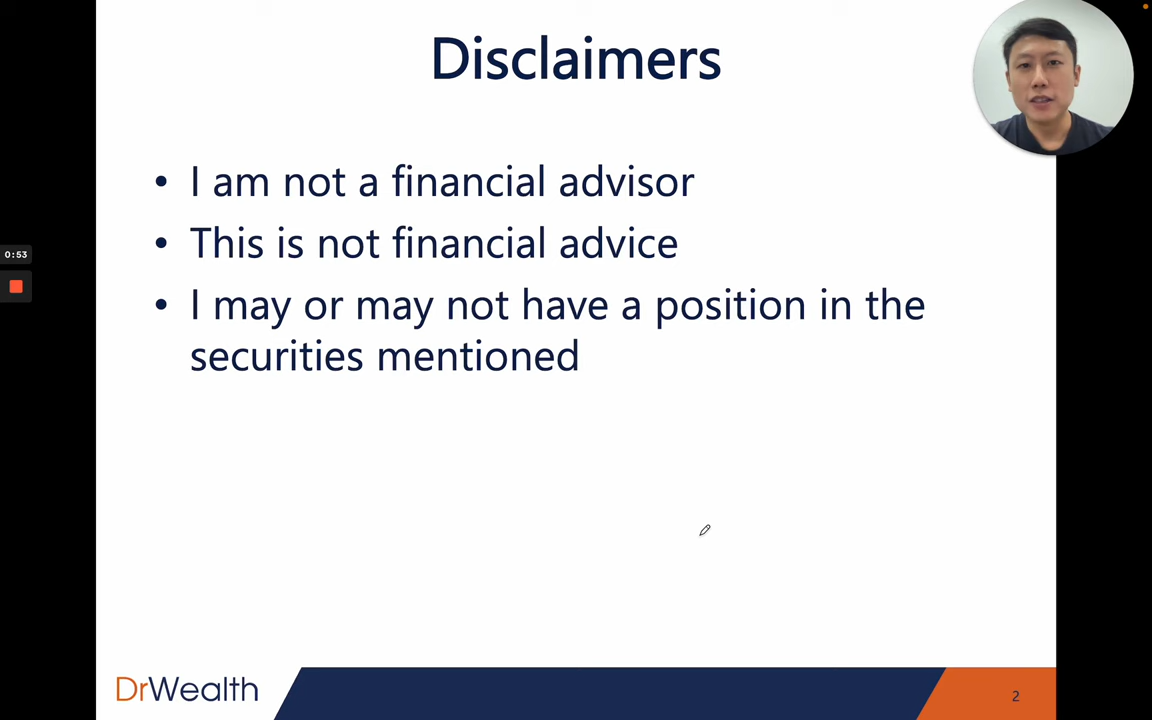 Disclaimers
• I am not a financial advisor
• This is not financial advice
• I may or may not have a position in the
securities mentioned
0:53
DrWealth
2